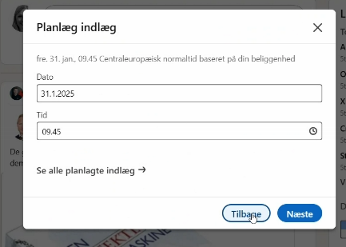 Planlæg indlæg
fre. 31. jan., 09.45 Centraleuropæisk normaltid baseret på din beliggenhed
Dato
31.1.2025
Tid
09.45
Se alle planlagte indlæg →
Tilbage
Næste